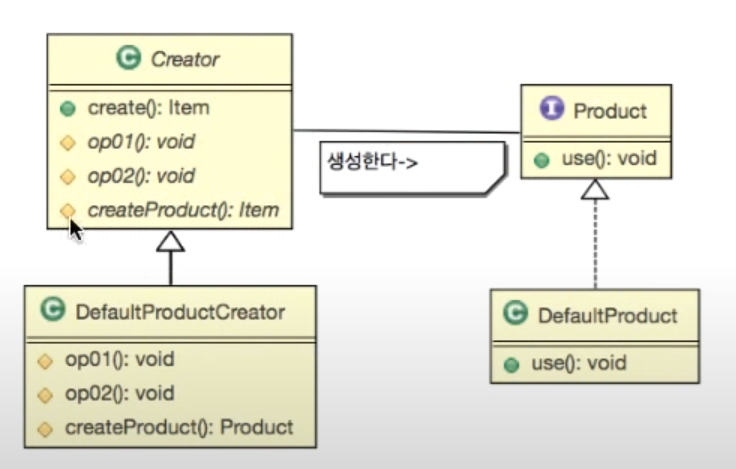 C Creator
create(): Item
op01(): void
op02(): void
createProduct(): Item
생성한다->
I Product
use(): void
C DefaultProductCreator
op01(): void
op02(): void
createProduct(): Product
C DefaultProduct
use(): void